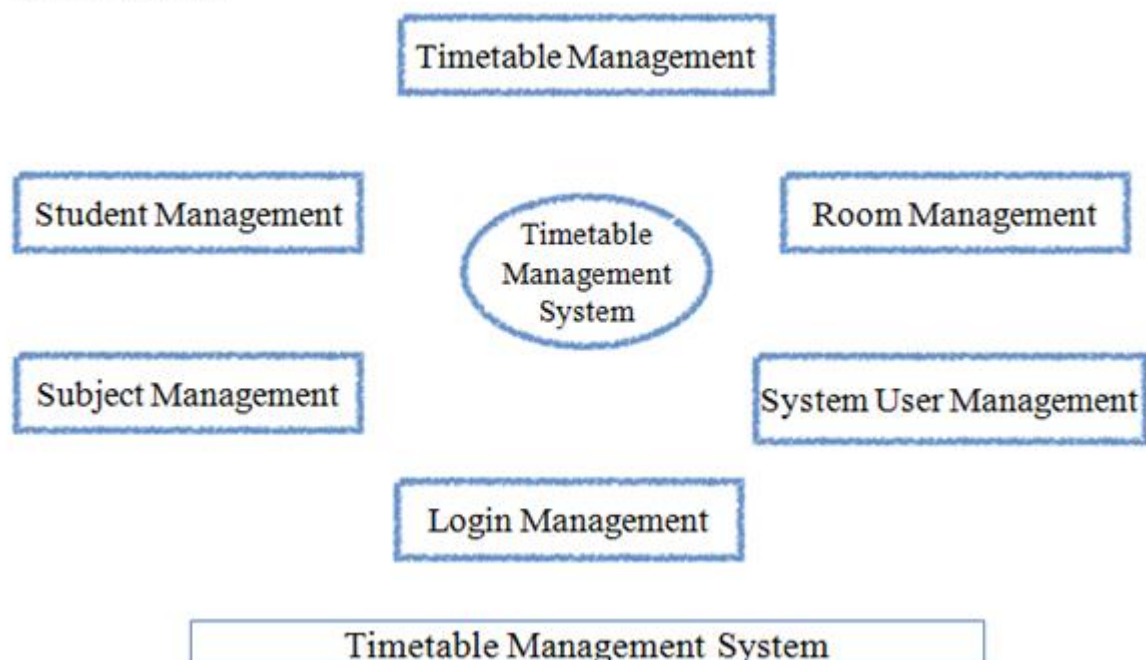 Timetable Management
Student Management
Room Management
Timetable
Management
System
Subject Management
System User Management
Login Management
Timetable Management System